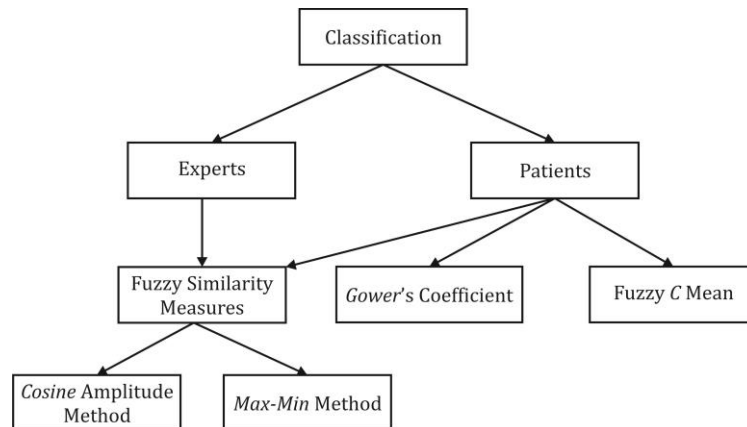 Classification
Experts
Patients
Fuzzy Similarity
Measures
Gower's Coefficient
Fuzzy C Mean
Cosine Amplitude
Method
Max-Min Method